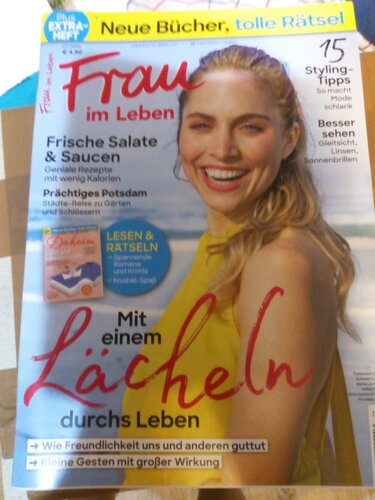 Plus
EXTRA-
HEFT
Neue Bücher, tolle Rätsel
€ 4,90
Frau im Leben
Frau
im Leben
15
Styling-
Tipps
So macht
Mode
schlank
Besser
sehen
Gleitsicht,
Linsen,
Sonnenbrillen
Frische Salate
& Saucen
Geniale Rezepte
mit wenig Kalorien
Prächtiges Potsdam
Städte-Reise zu Gärten
und Schlössern
Daheim
LESEN &
RÄTSELN
– Spannende
Romane
und Krimis
– Knobel-Spaß
Mit
einem
Lächeln
durchs Leben
→ Wie Freundlichkeit uns und anderen guttut
→ Kleine Gesten mit großer Wirkung